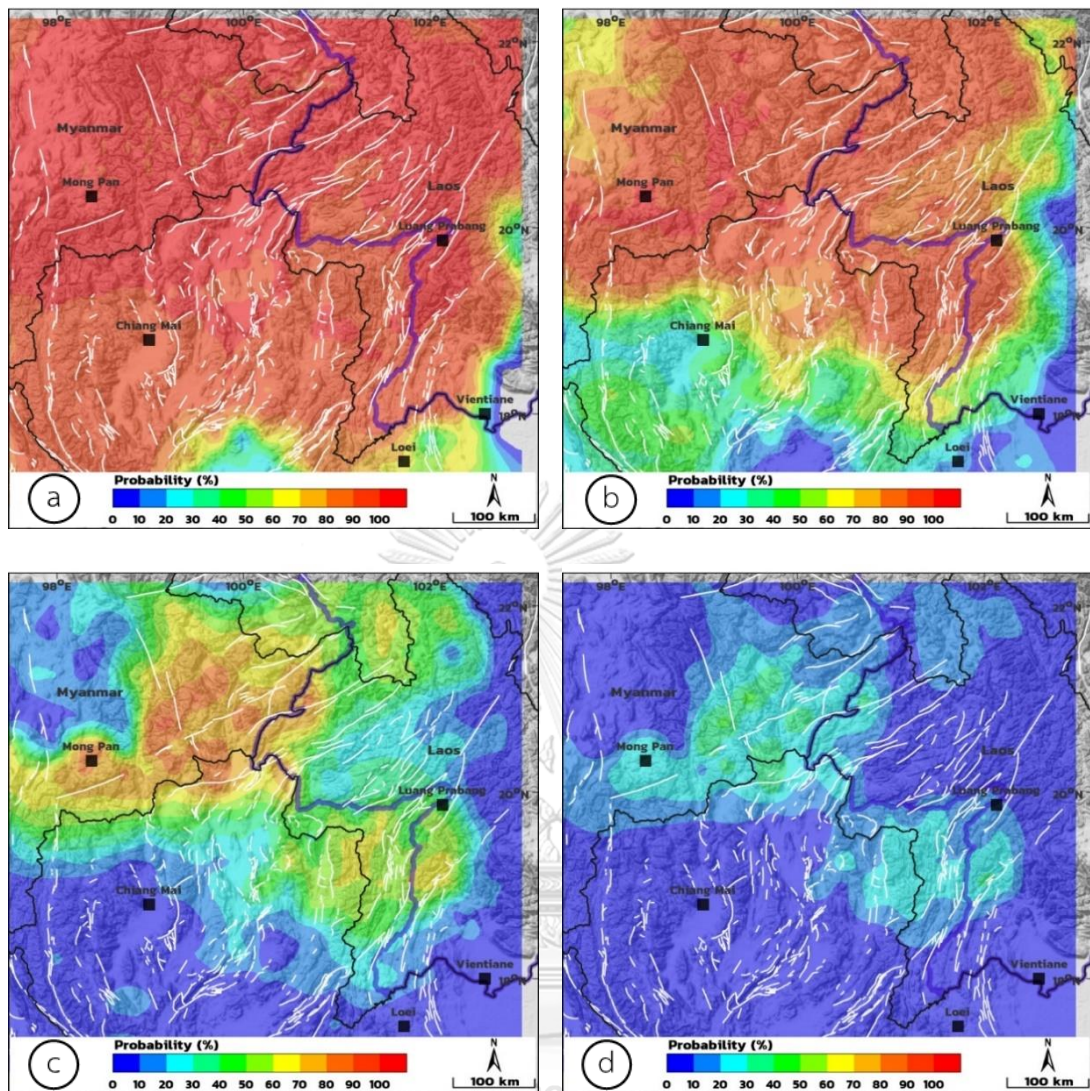 98°E 100°E 102°E
22°N
Myanmar
Mong Pan
Laos
20°N
Luang Prabang
Chiang Mai
Vientiane
18°N
Loei
a
Probability (%)
0 10 20 30 40 50 60 70 80 90 100
N
100 km
98°E 100°E 102°E
22°N
Myanmar
Mong Pan
Laos
20°N
Luang Prabang
Chiang Mai
Vientiane
18°N
Loei
b
Probability (%)
0 10 20 30 40 50 60 70 80 90 100
N
100 km
98°E 100°E 102°E
22°N
Myanmar
Mong Pan
Laos
20°N
Luang Prabang
Chiang Mai
Vientiane
18°N
Loei
c
Probability (%)
0 10 20 30 40 50 60 70 80 90 100
N
100 km
98°E 100°E 102°E
22°N
Myanmar
Mong Pan
Laos
20°N
Luang Prabang
Chiang Mai
Vientiane
18°N
Loei
d
Probability (%)
0 10 20 30 40 50 60 70 80 90 100
N
100 km